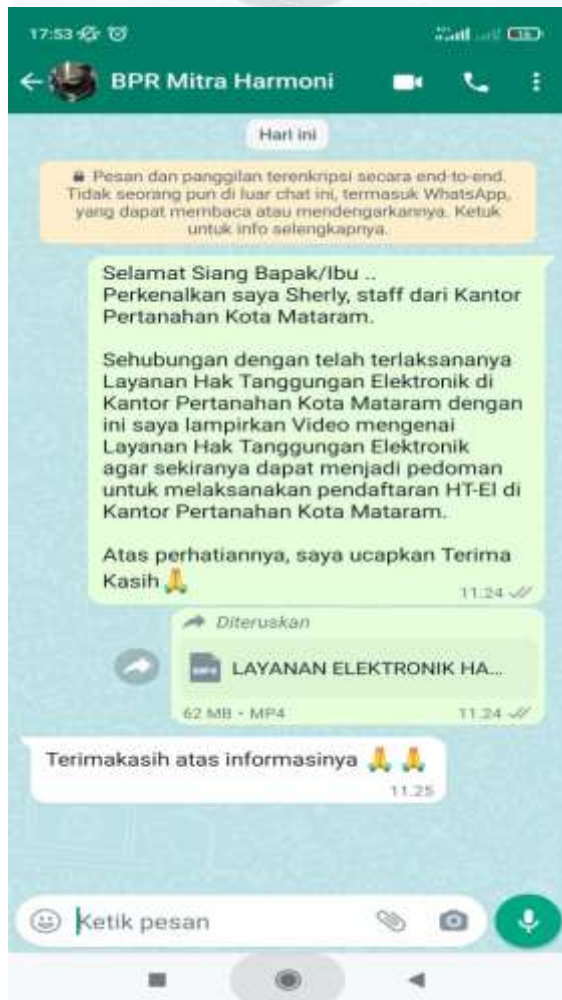 17:53
BPR Mitra Harmoni
Hari ini
Pesan dan panggilan terenkripsi secara end-to-end.
Tidak seorang pun di luar chat ini, termasuk WhatsApp,
yang dapat membaca atau mendengarkannya. Ketuk
untuk info selengkapnya.
Selamat Siang Bapak/Ibu ..
Perkenalkan saya Sherly, staff dari Kantor
Pertanahan Kota Mataram.
Sehubungan dengan telah terlaksananya
Layanan Hak Tanggungan Elektronik di
Kantor Pertanahan Kota Mataram dengan
ini saya lampirkan Video mengenai
Layanan Hak Tanggungan Elektronik
agar sekiranya dapat menjadi pedoman
untuk melaksanakan pendaftaran HT-El di
Kantor Pertanahan Kota Mataram.
Atas perhatiannya, saya ucapkan Terima
Kasih 🙏
11.24
Diteruskan
LAYANAN ELEKTRONIK HA...
62 MB • MP4
11.24
Terimakasih atas informasinya 🙏 🙏
11.25
Ketik pesan